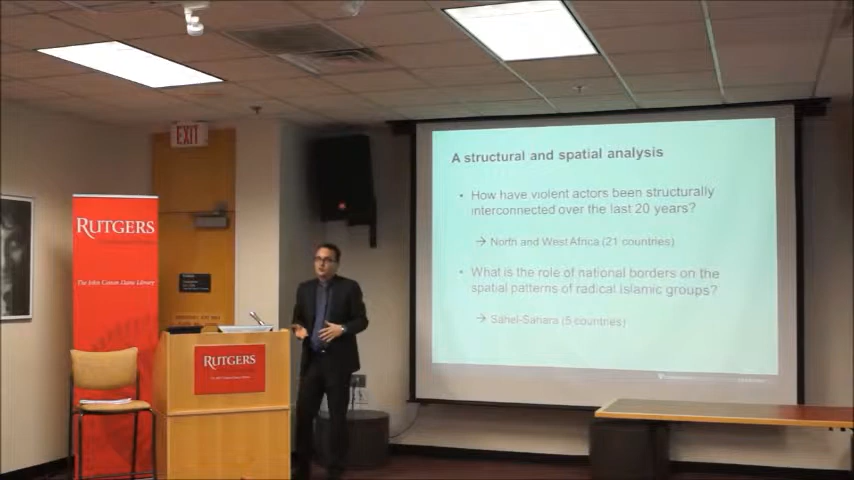 EXIT
RUTGERS
The John Cotton Dana Library
RUTGERS
A structural and spatial analysis
• How have violent actors been structurally
interconnected over the last 20 years?
→ North and West Africa (21 countries)
• What is the role of national borders on the
spatial patterns of radical Islamic groups?
→ Sahel-Sahara (5 countries)